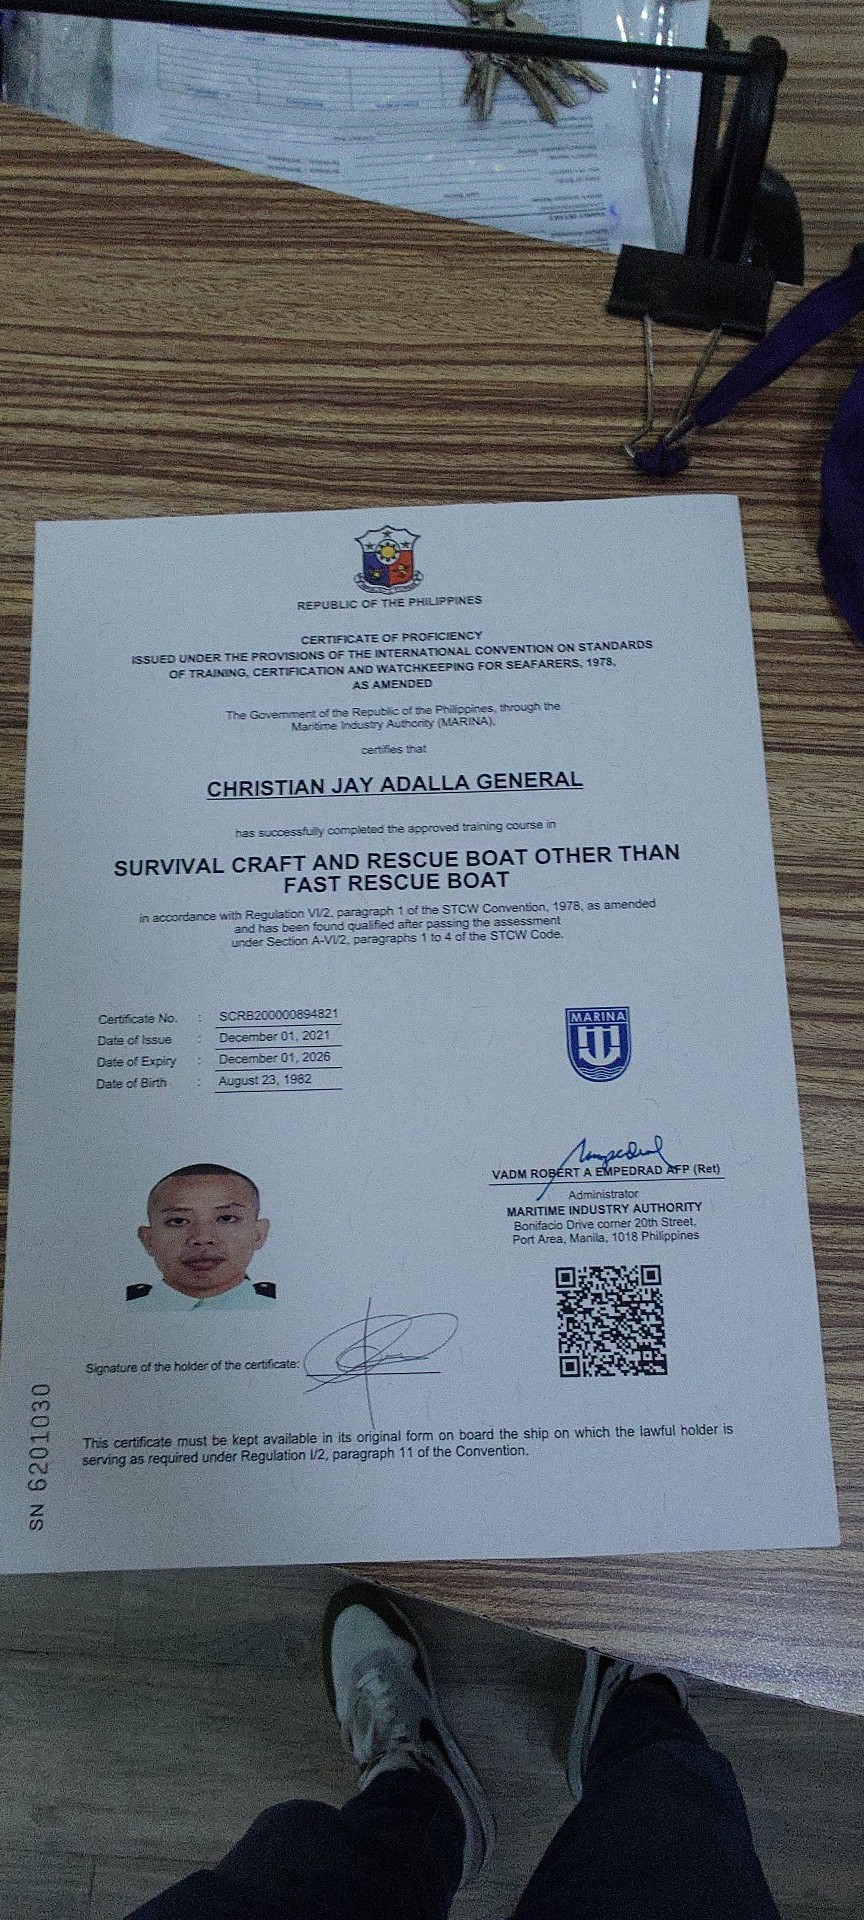 REPUBLIC OF THE PHILIPPINES
CERTIFICATE OF PROFICIENCY
ISSUED UNDER THE PROVISIONS OF THE INTERNATIONAL CONVENTION ON STANDARDS
OF TRAINING, CERTIFICATION AND WATCHKEEPING FOR SEAFARERS, 1978,
AS AMENDED
The Government of the Republic of the Philippines, through the
Maritime Industry Authority (MARINA),
certifies that
CHRISTIAN JAY ADALLA GENERAL
has successfully completed the approved training course in
SURVIVAL CRAFT AND RESCUE BOAT OTHER THAN
FAST RESCUE BOAT
in accordance with Regulation VI/2, paragraph 1 of the STCW Convention, 1978, as amended
and has been found qualified after passing the assessment
under Section A-VI/2, paragraphs 1 to 4 of the STCW Code.
Certificate No. : SCRB200000894821
Date of Issue : December 01, 2021
Date of Expiry : December 01, 2026
Date of Birth : August 23, 1982
MARINA
VADM ROBERT A EMPEDRAD AFP (Ret)
Administrator
MARITIME INDUSTRY AUTHORITY
Bonifacio Drive corner 20th Street,
Port Area, Manila, 1018 Philippines
Signature of the holder of the certificate:
This certificate must be kept available in its original form on board the ship on which the lawful holder is
serving as required under Regulation I/2, paragraph 11 of the Convention.
SN 6201030